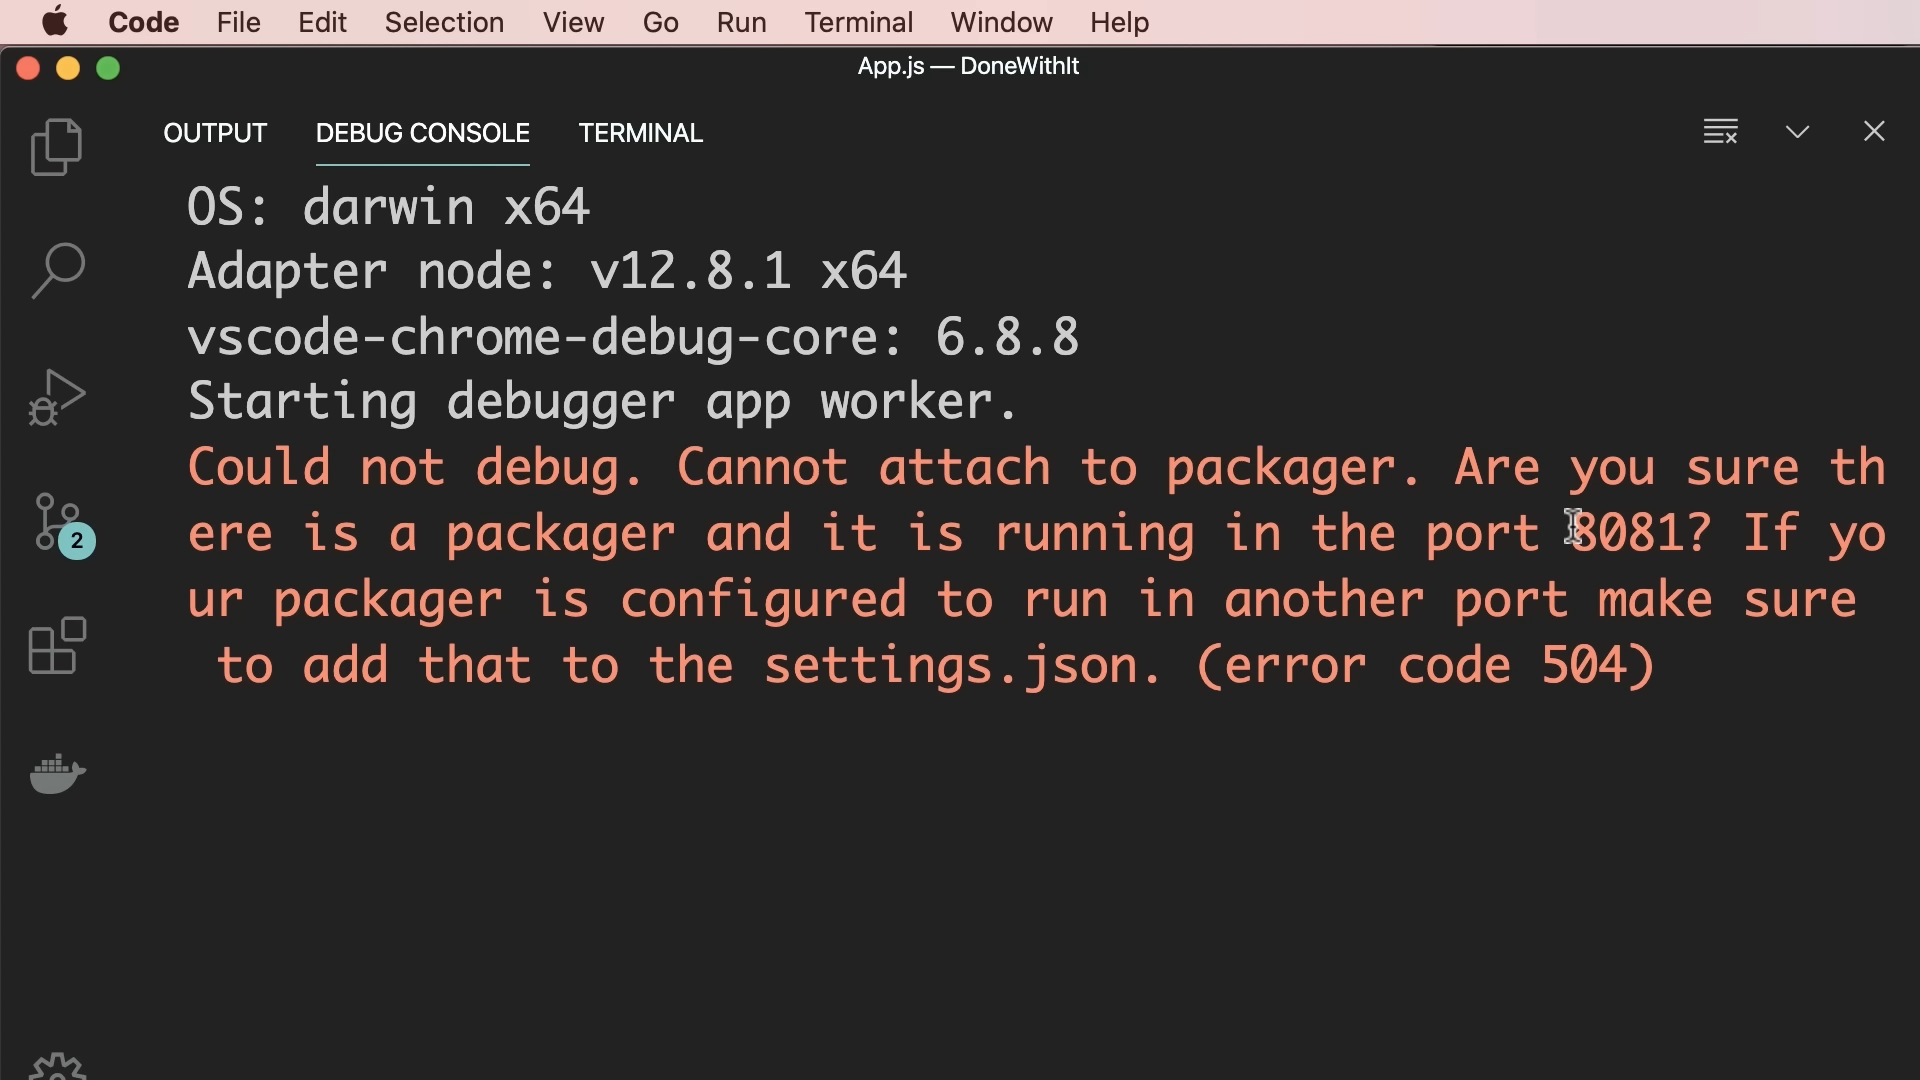 Code File Edit Selection View Go Run Terminal Window Help
App.js — DoneWithIt
OUTPUT DEBUG CONSOLE TERMINAL
OS: darwin x64
Adapter node: v12.8.1 x64
vscode-chrome-debug-core: 6.8.8
Starting debugger app worker.
Could not debug. Cannot attach to packager. Are you sure th
ere is a packager and it is running in the port 8081? If yo
ur packager is configured to run in another port make sure
to add that to the settings.json. (error code 504)
2